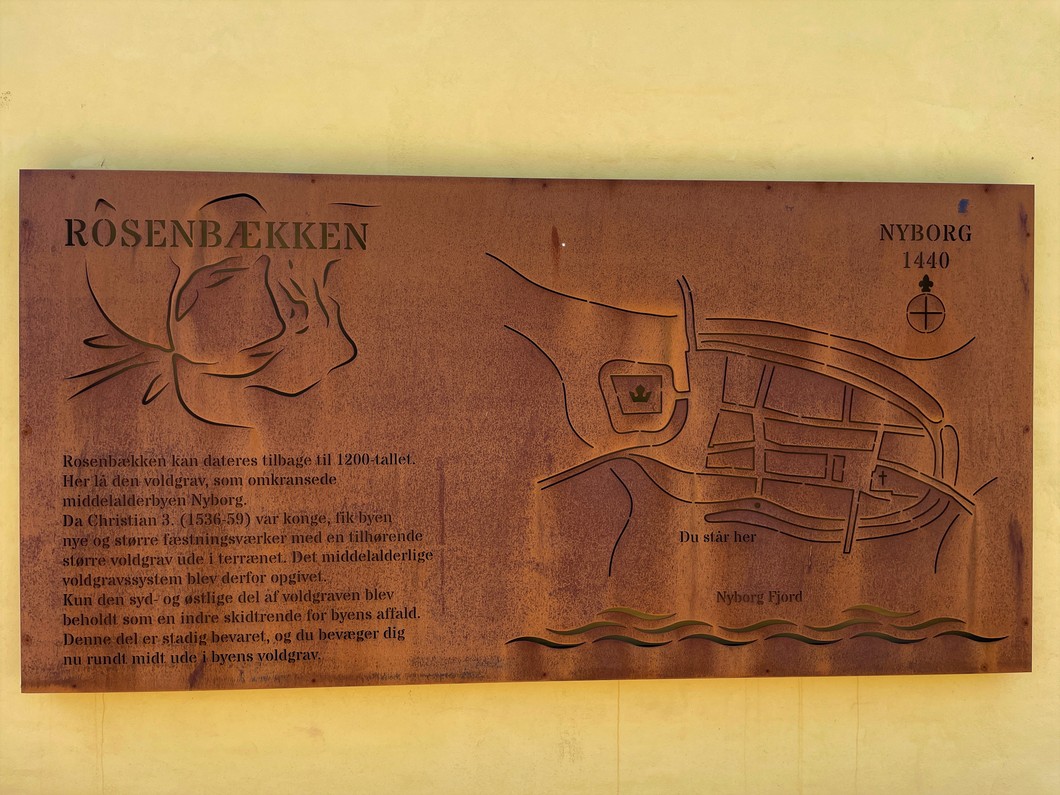 ROSENBÆKKEN
Rosenbækken kan dateres tilbage til 1200-tallet.
Her lå den voldgrav, som omkransede
middelalderbyen Nyborg.
Da Christian 3. (1536-59) var konge, fik byen
nye og større fæstningsværker med en tilhørende
større voldgrav ude i terrænet. Det middelalderlige
voldgravssystem blev derfor opgivet.
Kun den syd- og østlige del af voldgraven blev
beholdt som en indre skidtrende for byens affald.
Denne del er stadig bevaret, og du bevæger dig
nu rundt midt ude i byens voldgrav.
NYBORG
1440
Du står her
Nyborg Fjord